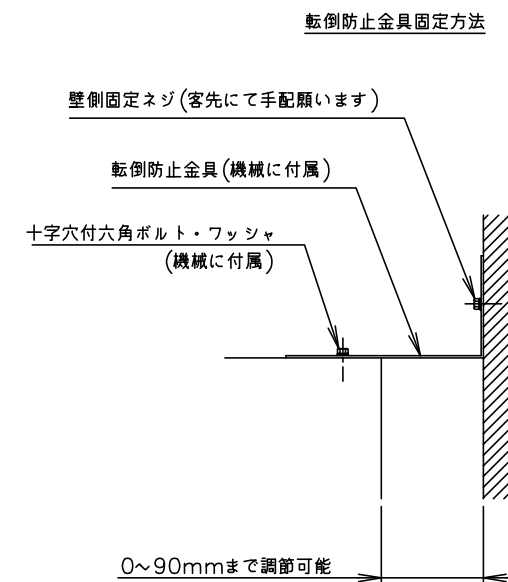 転倒防止金具固定方法
壁側固定ネジ(客先にて手配願います)
転倒防止金具(機械に付属)
十字穴付六角ボルト・ワッシャ
(機械に付属)
0~90mmまで調節可能